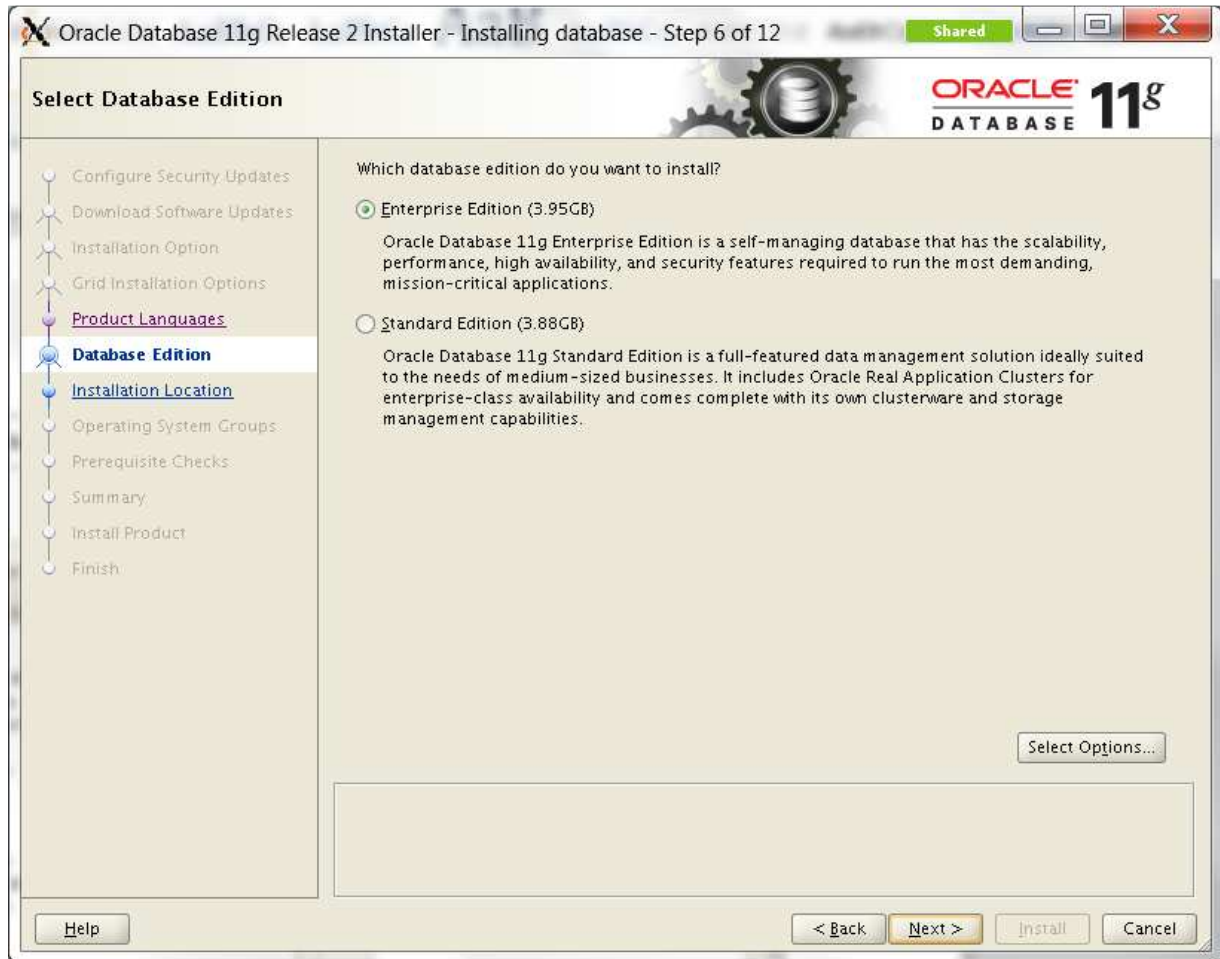 Oracle Database 11g Release 2 Installer - Installing database - Step 6 of 12
Shared
Select Database Edition
ORACLE
DATABASE
11g
Configure Security Updates
Download Software Updates
Installation Option
Grid Installation Options
Product Languages
Database Edition
Installation Location
Operating System Groups
Prerequisite Checks
Summary
Install Product
Finish
Which database edition do you want to install?
Enterprise Edition (3.95GB)
Oracle Database 11g Enterprise Edition is a self-managing database that has the scalability,
performance, high availability, and security features required to run the most demanding,
mission-critical applications.
Standard Edition (3.88GB)
Oracle Database 11g Standard Edition is a full-featured data management solution ideally suited
to the needs of medium-sized businesses. It includes Oracle Real Application Clusters for
enterprise-class availability and comes complete with its own clusterware and storage
management capabilities.
Select Options...
Help
< Back
Next >
Install
Cancel